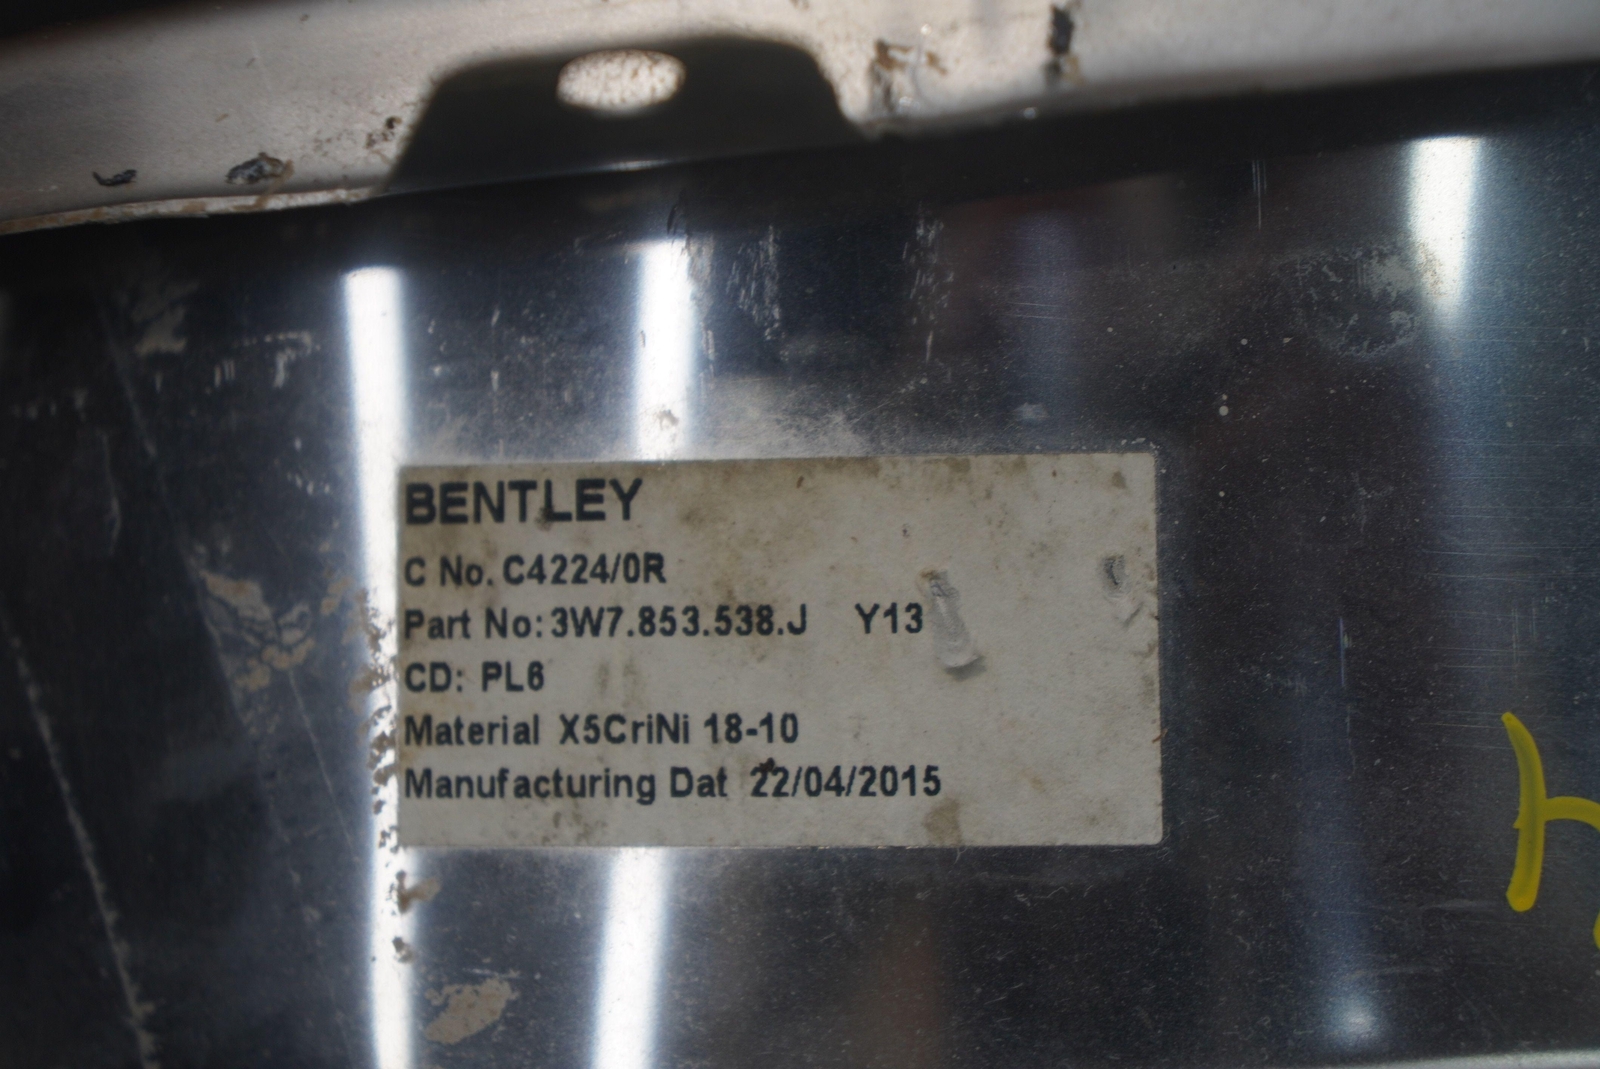 BENTLEY
C No. C4224/0R
Part No: 3W7.853.538.J Y13
CD: PL6
Material X5CriNi 18-10
Manufacturing Dat 22/04/2015